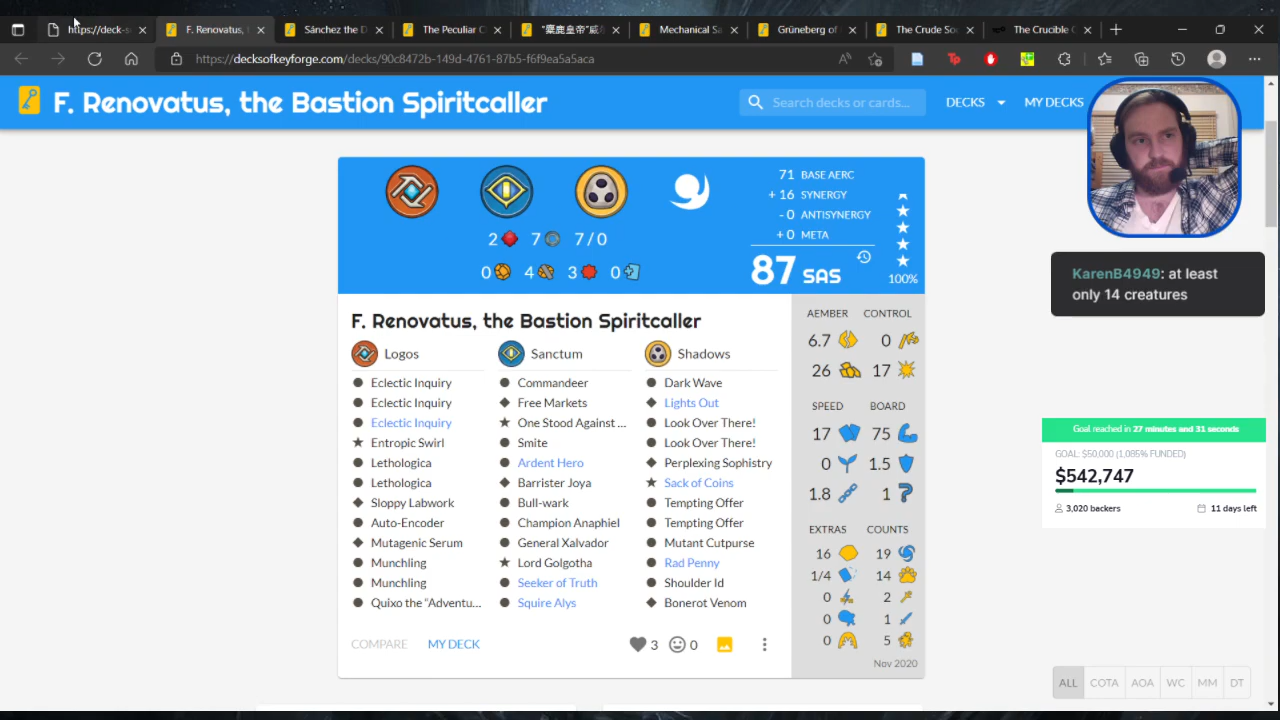 https://deck-s
F. Renovatus, t
Sánchez the D
The Peculiar C
“麋鹿皇帝”威
Mechanical Sa
Grüneberg of
The Crude So
The Crucible
https://decksofkeyforge.com/decks/90c8472b-149d-4761-87b5-f6f9ea5a5aca
F. Renovatus, the Bastion Spiritcaller
Search decks or cards...
DECKS
MY DECKS
71 BASE AERC
+ 16 SYNERGY
- 0 ANTISYNERGY
+ 0 META
87 SAS
100%
2 7 7 / 0
0 4 3 0
F. Renovatus, the Bastion Spiritcaller
Logos
Eclectic Inquiry
Eclectic Inquiry
Eclectic Inquiry
Entropic Swirl
Lethologica
Lethologica
Sloppy Labwork
Auto-Encoder
Mutagenic Serum
Munchling
Munchling
Quixo the “Adventu...
Sanctum
Commandeer
Free Markets
One Stood Against ...
Smite
Ardent Hero
Barrister Joya
Bull-wark
Champion Anaphiel
General Xalvador
Lord Golgotha
Seeker of Truth
Squire Alys
Shadows
Dark Wave
Lights Out
Look Over There!
Look Over There!
Perplexing Sophistry
Sack of Coins
Tempting Offer
Tempting Offer
Mutant Cutpurse
Rad Penny
Shoulder Id
Bonerot Venom
COMPARE
MY DECK
3
0
AEMBER CONTROL
6.7 0
26 17
SPEED BOARD
17 75
0 1.5
1.8 1
EXTRAS COUNTS
16 19
1/4 14
0 2
0 1
0 5
Nov 2020
KarenB4949: at least
only 14 creatures
Goal reached in 27 minutes and 31 seconds
GOAL: $50,000 (1,085% FUNDED)
$542,747
3,020 backers
11 days left
ALL COTA AOA WC MM DT